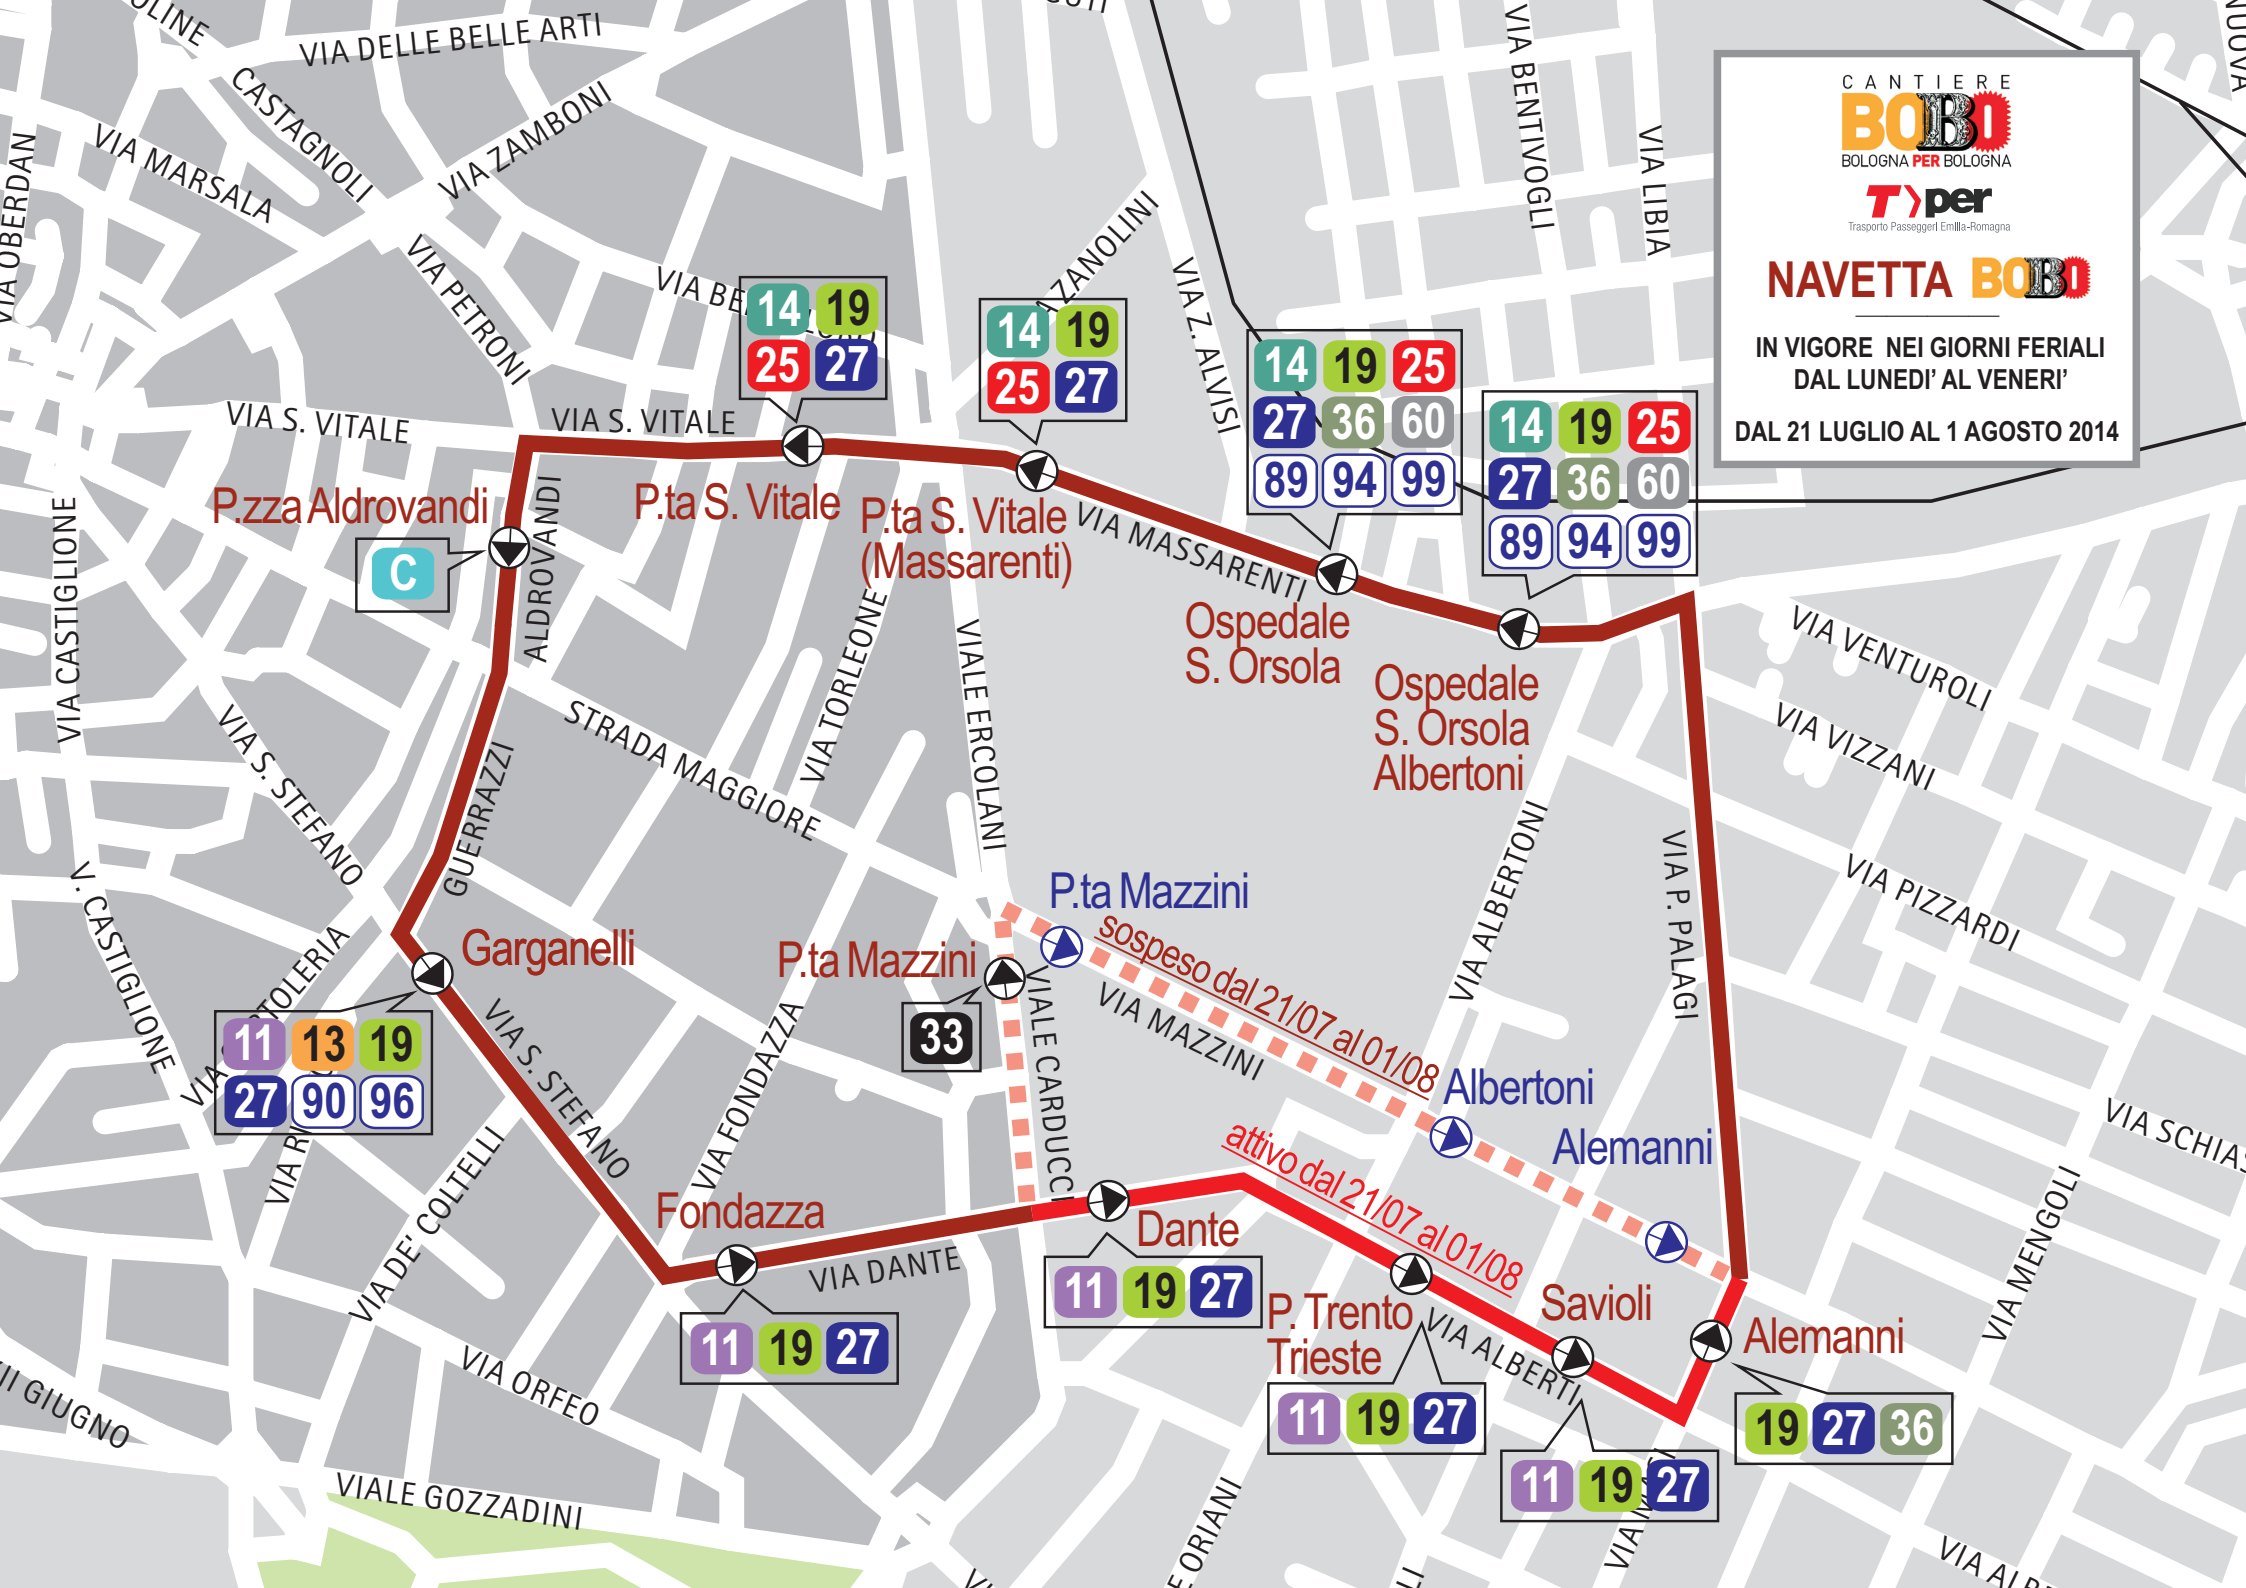 VIA DELLE BELLE ARTI
CASTAGNOLI
VIA ZAMBONI
VIA MARSALA
VIA OBERDAN
VIA PETRONI
VIA BENTIVOGLI
VIA LIBIA
VIA Z. ALVISI
CANTIERE
BOBO
BOLOGNA PER BOLOGNA
T per
Trasporto Passeggeri Emilia-Romagna
NAVETTA BOBO
IN VIGORE NEI GIORNI FERIALI
DAL LUNEDI' AL VENERI'
DAL 21 LUGLIO AL 1 AGOSTO 2014
14 19
25 27
14 19
25 27
14 19 25
27 36 60
89 94 99
14 19 25
27 36 60
89 94 99
VIA S. VITALE
VIA S. VITALE
P.zza Aldrovandi
C
ALDROVANDI
P.ta S. Vitale
P.ta S. Vitale
(Massarenti)
VIA MASSARENTI
Ospedale
S. Orsola
Ospedale
S. Orsola
Albertoni
VIA CASTIGLIONE
VIA S. STEFANO
GUERRAZZI
STRADA MAGGIORE
VIA TORLEONE
VIALE ERCOLANI
VIA VENTUROLI
VIA VIZZANI
VIA PIZZARDI
VIA P. PALAGI
VIA ALBERTONI
V. CASTIGLIONE
Garganelli
11 13 19
27 90 96
VIA S. STEFANO
P.ta Mazzini
33
P.ta Mazzini
sospeso dal 21/07 al 01/08
VIA MAZZINI
VIALE CARDUCCI
VIA FONDAZZA
Albertoni
Alemanni
attivo dal 21/07 al 01/08
VIA MENGOLI
VIA DE' COLTELLI
Fondazza
11 19 27
VIA DANTE
Dante
11 19 27
P. Trento
Trieste
11 19 27
VIA ALBERTI
Savioli
11 19 27
Alemanni
19 27 36
VIA ORFEO
GIUGNO
VIALE GOZZADINI
ORIANI